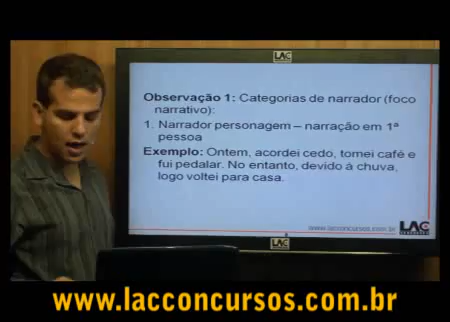 LAC
Observação 1: Categorias de narrador (foco
narrativo):
1. Narrador personagem – narração em 1ª
pessoa
Exemplo: Ontem, acordei cedo, tomei café e
fui pedalar. No entanto, devido à chuva,
logo voltei para casa.
www.lacconcursos.com.br LAC
LAC
www.lacconcursos.com.br